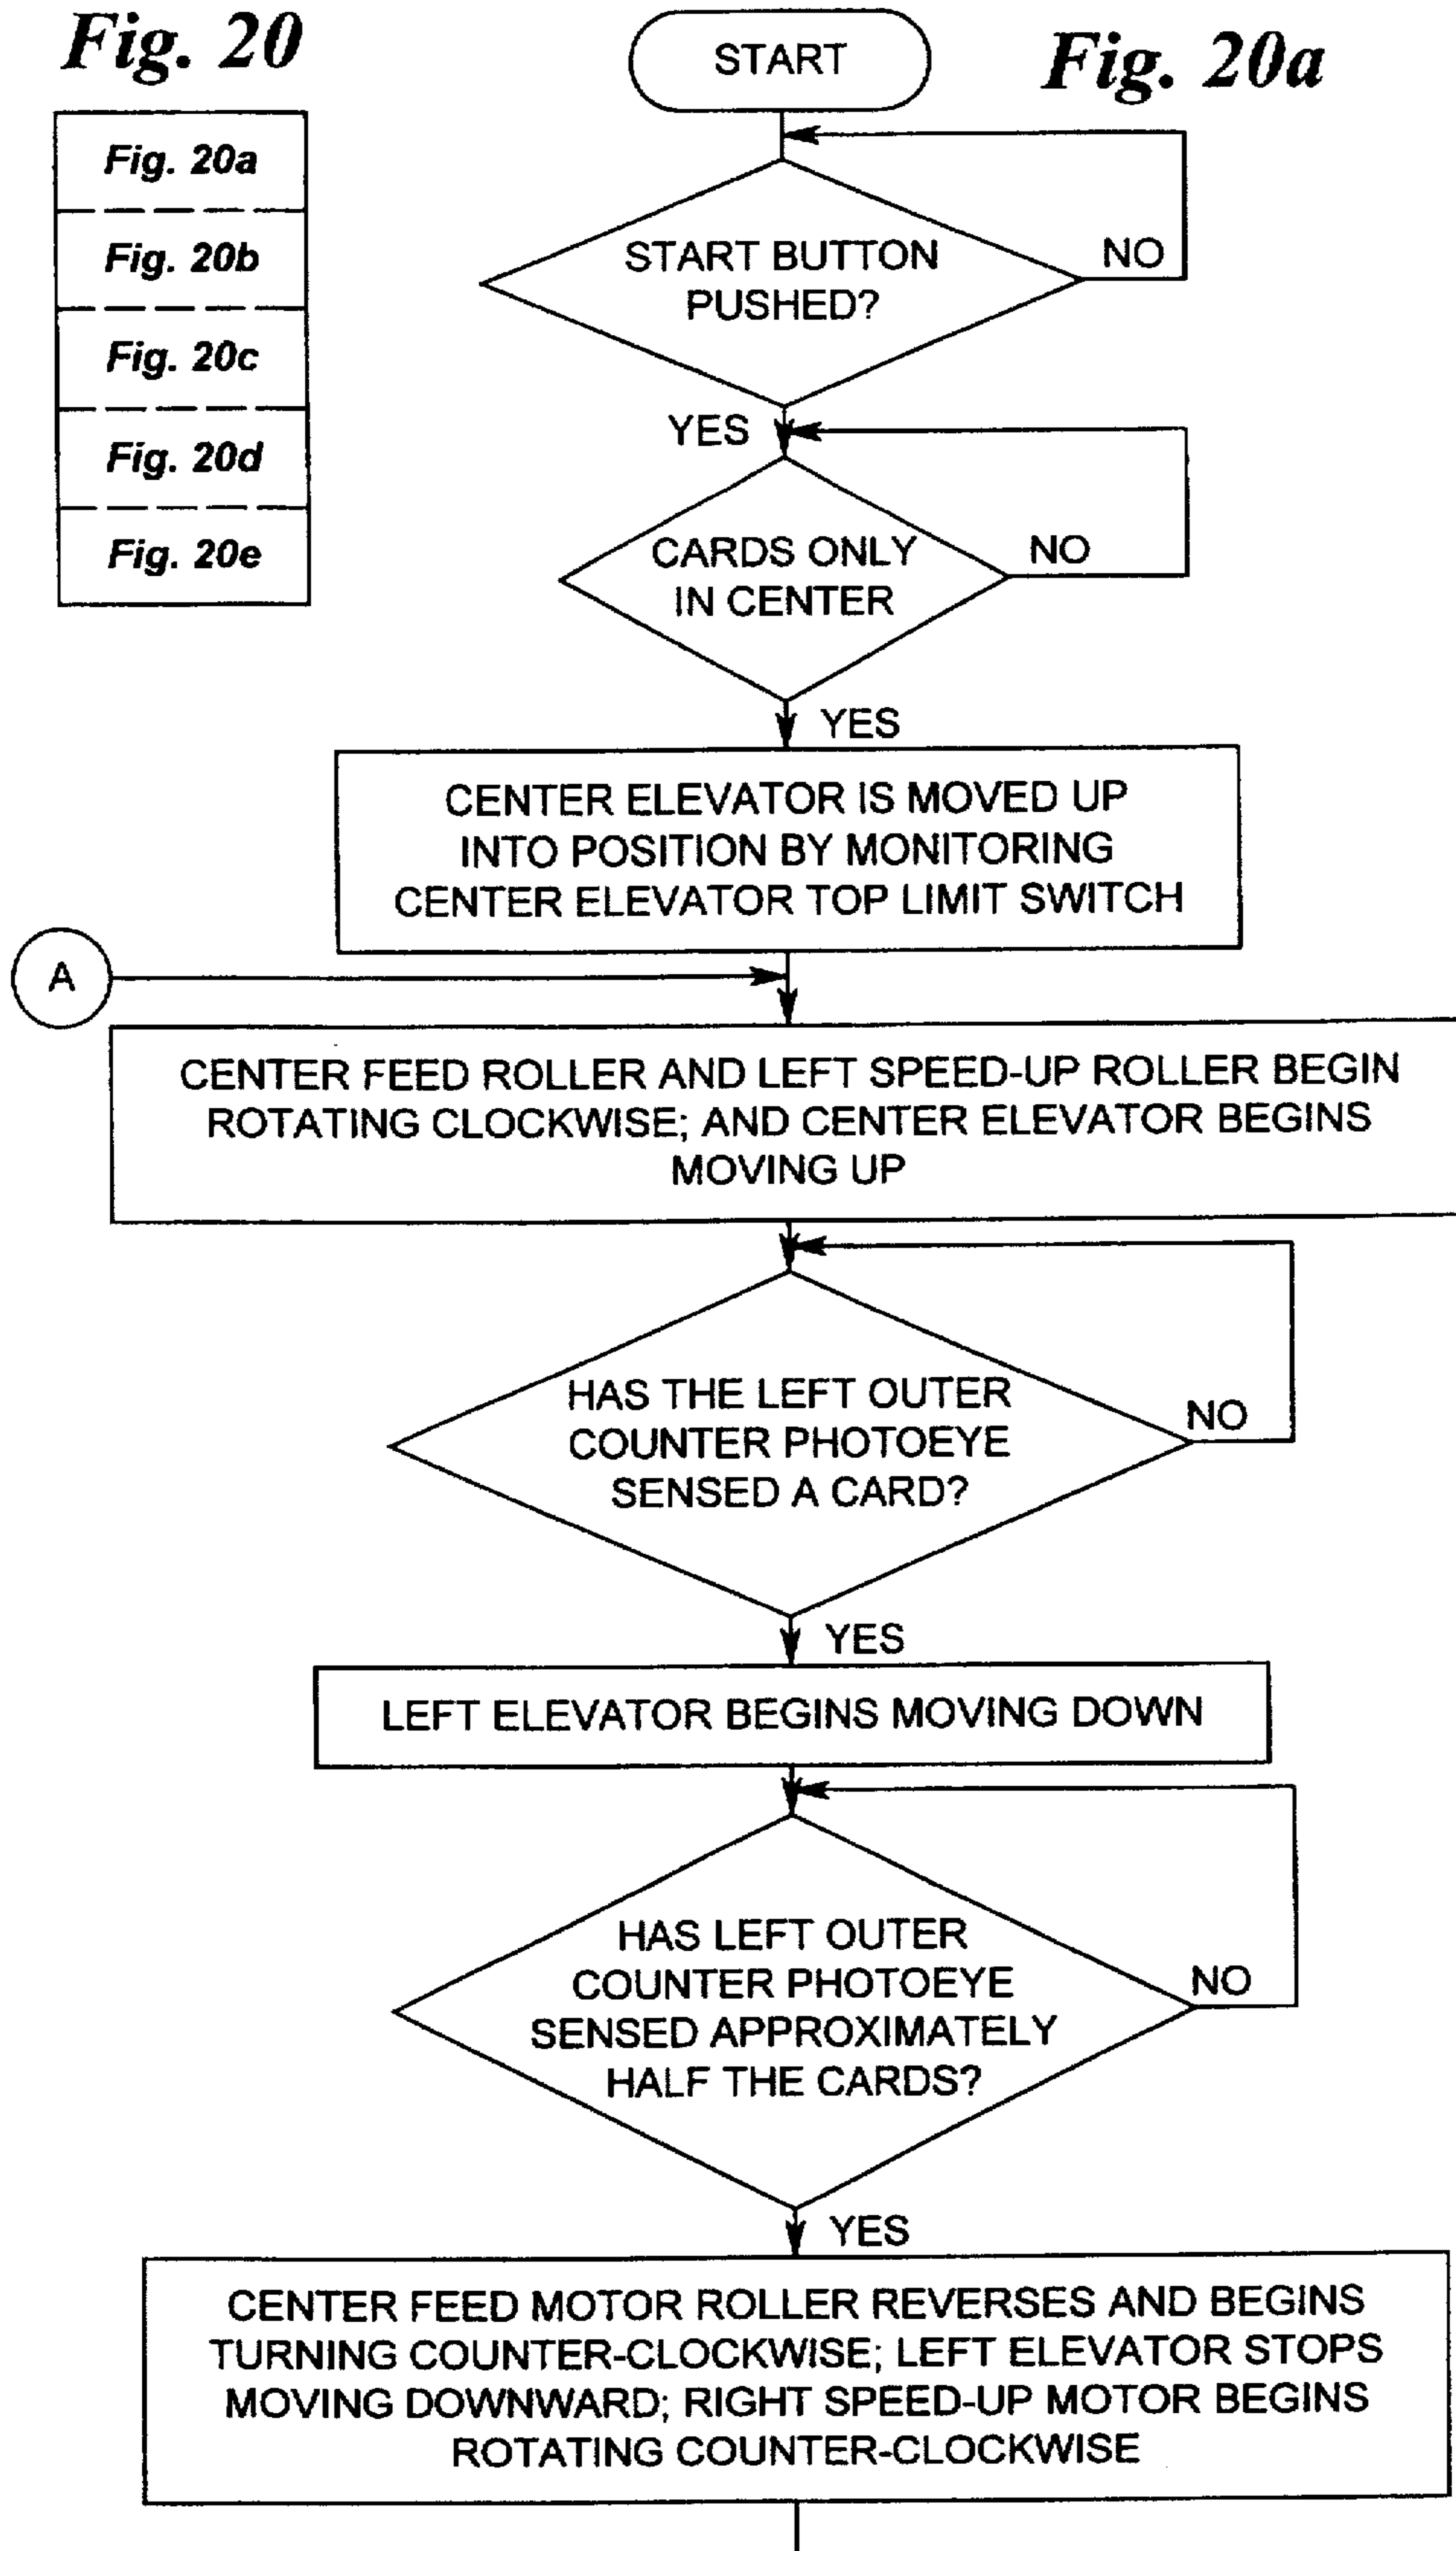 Fig. 20
Fig. 20a
Fig. 20b
Fig. 20c
Fig. 20d
Fig. 20e
Fig. 20a
START
START BUTTON
PUSHED?
NO
YES
CARDS ONLY
IN CENTER
NO
YES
CENTER ELEVATOR IS MOVED UP
INTO POSITION BY MONITORING
CENTER ELEVATOR TOP LIMIT SWITCH
A
CENTER FEED ROLLER AND LEFT SPEED-UP ROLLER BEGIN
ROTATING CLOCKWISE; AND CENTER ELEVATOR BEGINS
MOVING UP
HAS THE LEFT OUTER
COUNTER PHOTOEYE
SENSED A CARD?
NO
YES
LEFT ELEVATOR BEGINS MOVING DOWN
HAS LEFT OUTER
COUNTER PHOTOEYE
SENSED APPROXIMATELY
HALF THE CARDS?
NO
YES
CENTER FEED MOTOR ROLLER REVERSES AND BEGINS
TURNING COUNTER-CLOCKWISE; LEFT ELEVATOR STOPS
MOVING DOWNWARD; RIGHT SPEED-UP MOTOR BEGINS
ROTATING COUNTER-CLOCKWISE